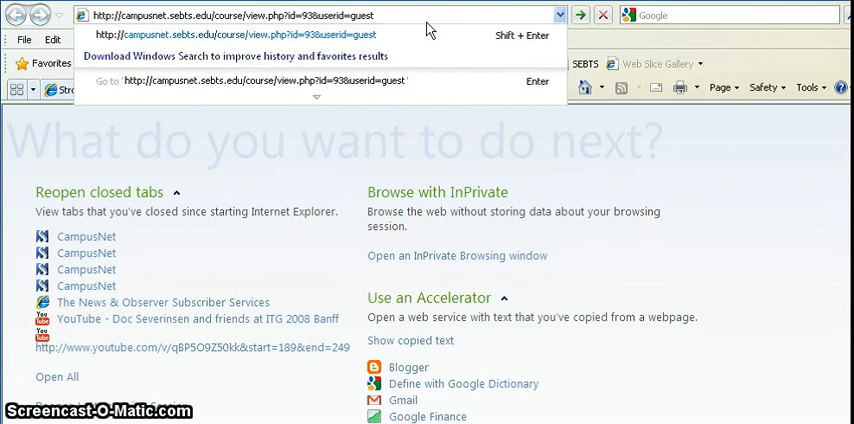 http://campusnet.sebts.edu/course/view.php?id=93&userid=guest
Google
http://campusnet.sebts.edu/course/view.php?id=93&userid=guest Shift + Enter
Download Windows Search to improve history and favorites results
Go to 'http://campusnet.sebts.edu/course/view.php?id=93&userid=guest' Enter
File
Favorites
SEBTS
Web Slice Gallery
Stro
Page
Safety
Tools
What do you want to do next?
Reopen closed tabs
View tabs that you've closed since starting Internet Explorer.
CampusNet
CampusNet
CampusNet
CampusNet
The News & Observer Subscriber Services
YouTube - Doc Severinsen and friends at ITG 2008 Banff
http://www.youtube.com/v/qBP5O9Z50kk&start=189&end=249
Open All
Browse with InPrivate
Browse the web without storing data about your browsing
session.
Open an InPrivate Browsing window
Use an Accelerator
Open a web service with text that you've copied from a webpage.
Show copied text
Blogger
Define with Google Dictionary
Gmail
Google Finance
Screencast-O-Matic.com